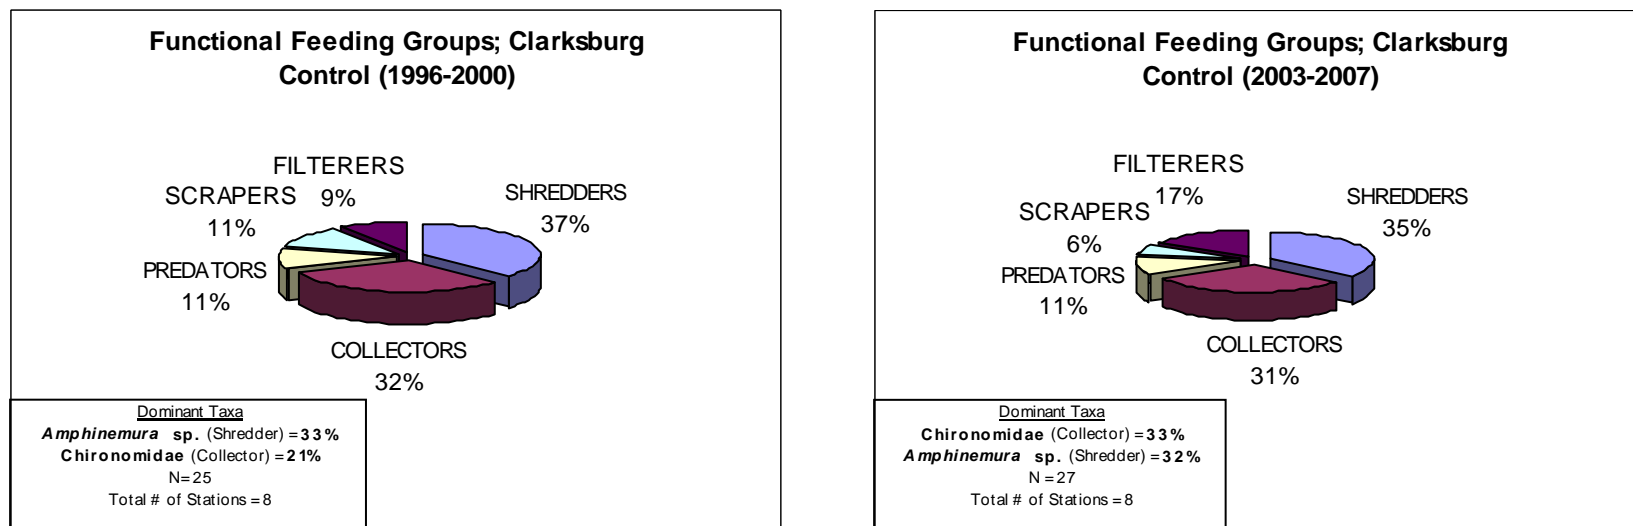 Functional Feeding Groups; Clarksburg
Control (1996-2000)
FILTERERS
9%
SHREDDERS
37%
SCRAPERS
11%
PREDATORS
11%
COLLECTORS
32%
Dominant Taxa
Amphinemura sp. (Shredder) = 33%
Chironomidae (Collector) = 21%
N= 25
Total # of Stations = 8
Functional Feeding Groups; Clarksburg
Control (2003-2007)
FILTERERS
17%
SHREDDERS
35%
SCRAPERS
6%
PREDATORS
11%
COLLECTORS
31%
Dominant Taxa
Chironomidae (Collector) = 33%
Amphinemura sp. (Shredder) = 32%
N = 27
Total # of Stations = 8